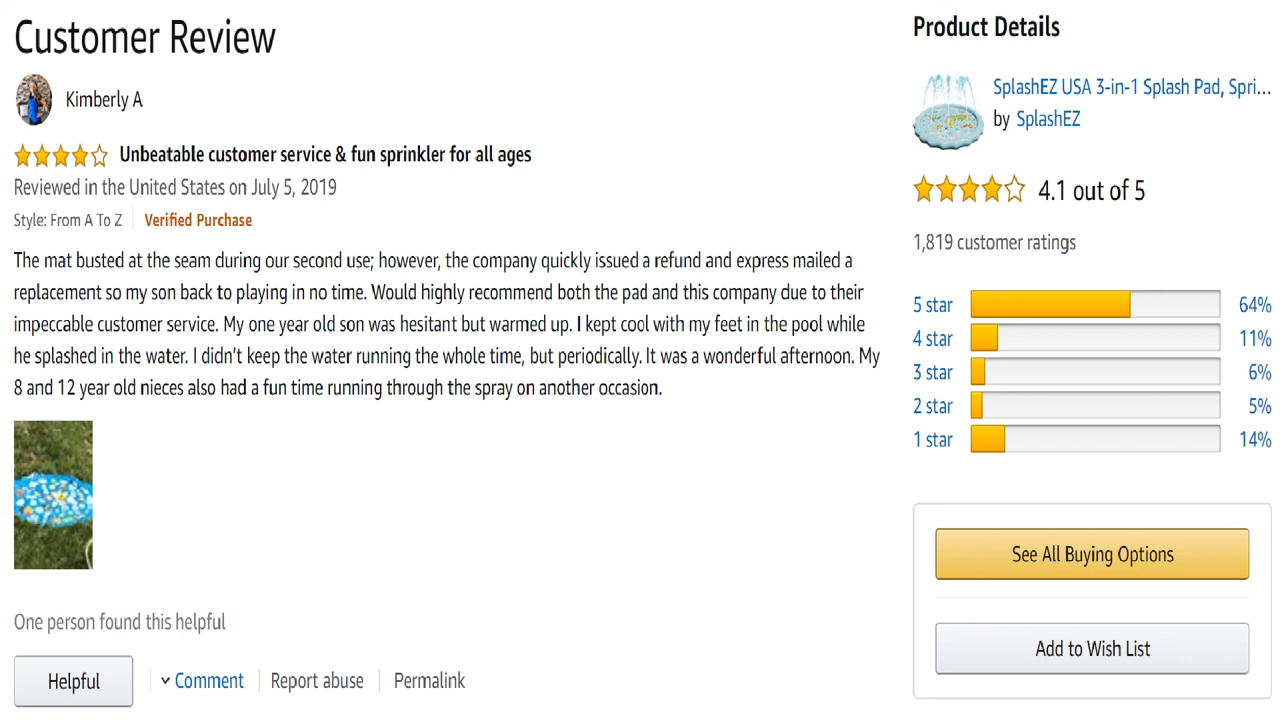 Customer Review
Kimberly A
Unbeatable customer service & fun sprinkler for all ages
Reviewed in the United States on July 5, 2019
Style: From A To Z Verified Purchase
The mat busted at the seam during our second use; however, the company quickly issued a refund and express mailed a
replacement so my son back to playing in no time. Would highly recommend both the pad and this company due to their
impeccable customer service. My one year old son was hesitant but warmed up. I kept cool with my feet in the pool while
he splashed in the water. I didn't keep the water running the whole time, but periodically. It was a wonderful afternoon. My
8 and 12 year old nieces also had a fun time running through the spray on another occasion.
One person found this helpful
Helpful
Comment
Report abuse
Permalink
Product Details
SplashEZ USA 3-in-1 Splash Pad, Spri...
by SplashEZ
4.1 out of 5
1,819 customer ratings
5 star 64%
4 star 11%
3 star 6%
2 star 5%
1 star 14%
See All Buying Options
Add to Wish List